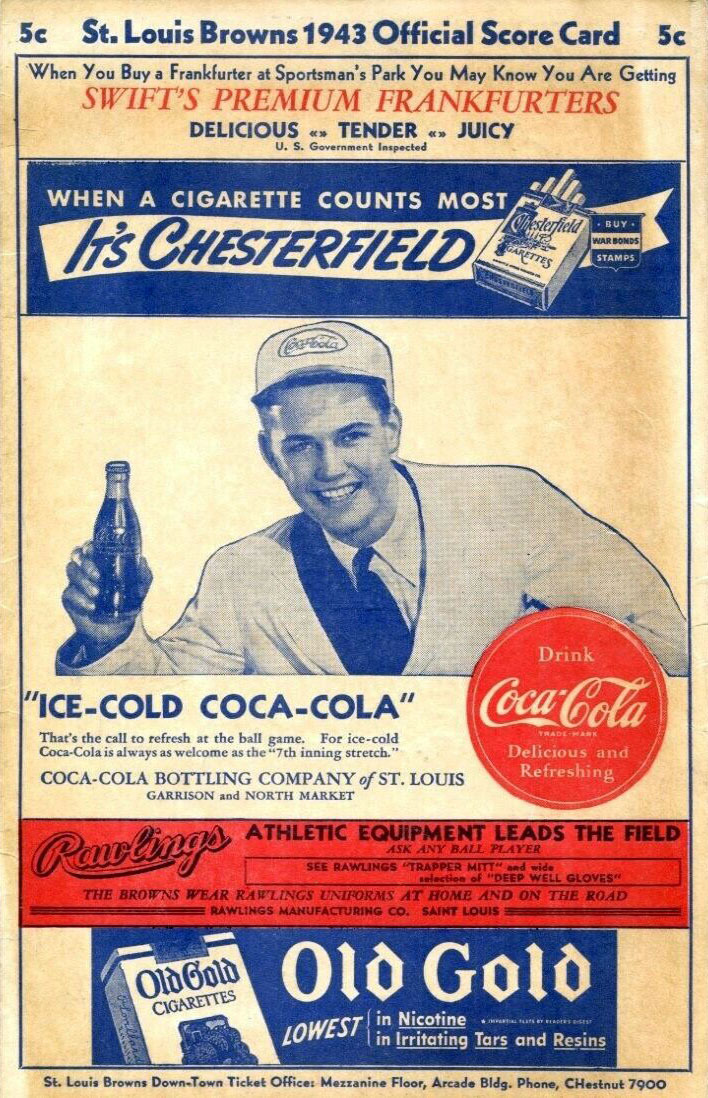 5c St. Louis Browns 1943 Official Score Card 5c
When You Buy a Frankfurter at Sportsman's Park You May Know You Are Getting
SWIFT'S PREMIUM FRANKFURTERS
DELICIOUS «» TENDER «» JUICY
U. S. Government Inspected
WHEN A CIGARETTE COUNTS MOST
IT'S CHESTERFIELD
Chesterfield
CIGARETTES
CHESTERFIELD
· BUY ·
WAR BONDS
STAMPS
Coca-Cola
Coca-Cola
"ICE-COLD COCA-COLA"
That's the call to refresh at the ball game. For ice-cold
Coca-Cola is always as welcome as the "7th inning stretch."
COCA-COLA BOTTLING COMPANY of ST. LOUIS
GARRISON and NORTH MARKET
Drink
Coca-Cola
TRADE-MARK
Delicious and
Refreshing
Rawlings
ATHLETIC EQUIPMENT LEADS THE FIELD
ASK ANY BALL PLAYER
SEE RAWLINGS "TRAPPER MITT" and wide
selection of "DEEP WELL GLOVES"
THE BROWNS WEAR RAWLINGS UNIFORMS AT HOME AND ON THE ROAD
RAWLINGS MANUFACTURING CO. SAINT LOUIS
Old Gold
CIGARETTES
Old Gold
LOWEST
in Nicotine
★ IMPARTIAL TESTS BY READER'S DIGEST
in Irritating Tars and Resins
St. Louis Browns Down-Town Ticket Office: Mezzanine Floor, Arcade Bldg. Phone, CHestnut 7900